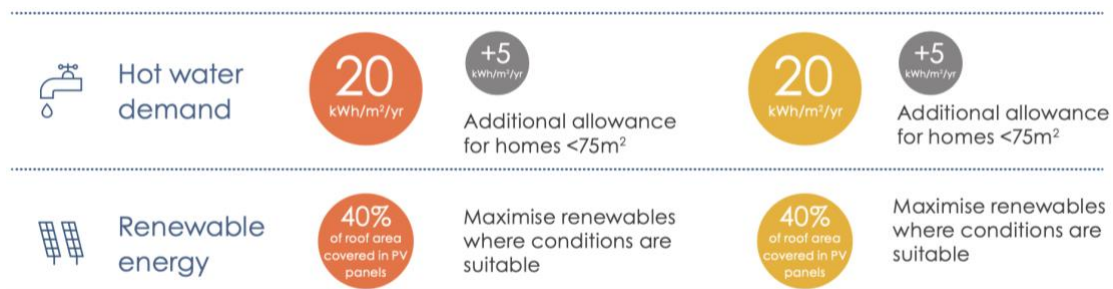 Hot water
demand
20
kWh/m²/yr
+5
kWh/m²/yr
Additional allowance
for homes <75m²
20
kWh/m²/yr
+5
kWh/m²/yr
Additional allowance
for homes <75m²
Renewable
energy
40%
of roof area
covered in PV
panels
Maximise renewables
where conditions are
suitable
40%
of roof area
covered in PV
panels
Maximise renewables
where conditions are
suitable